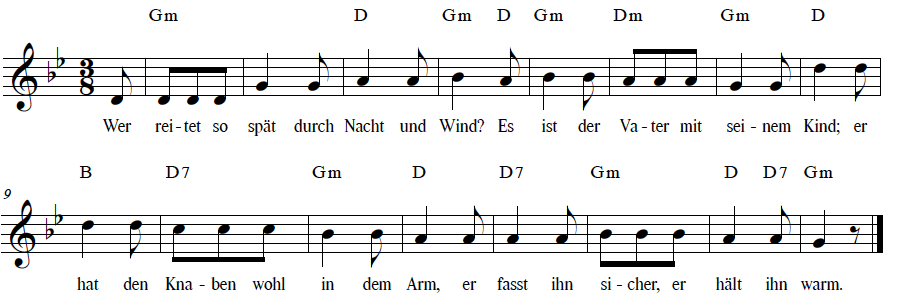 Gm D Gm D Gm Dm Gm D
3
8
Wer rei - tet so spät durch Nacht und Wind? Es ist der Va - ter mit sei - nem Kind; er
B D7 Gm D D7 Gm D D7 Gm
9
hat den Kna - ben wohl in dem Arm, er fasst ihn si - cher, er hält ihn warm.